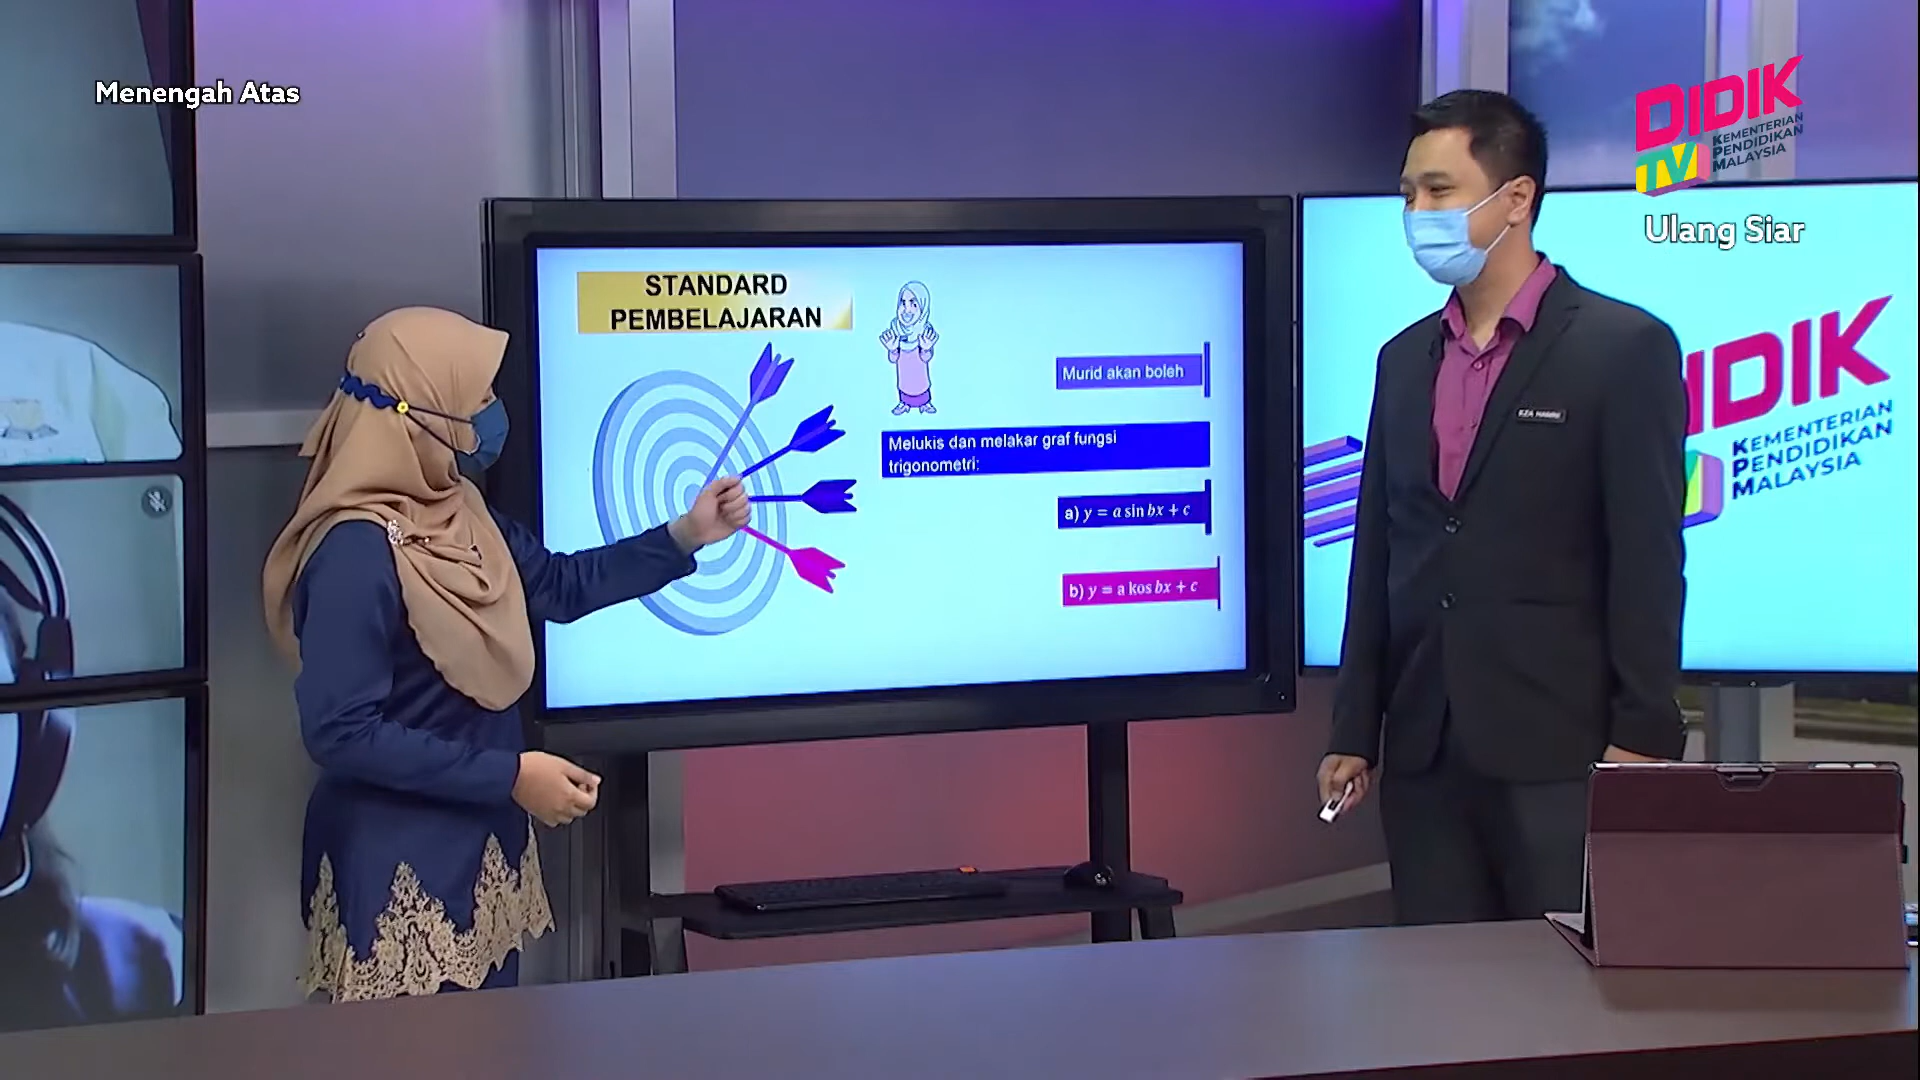 Menengah Atas
DIDIK
TV
KEMENTERIAN
PENDIDIKAN
MALAYSIA
Ulang Siar
STANDARD
PEMBELAJARAN
Murid akan boleh
Melukis dan melakar graf fungsi
trigonometri:
a) y = a sin bx + c
b) y = a kos bx + c
DIDIK
KEMENTERIAN
PENDIDIKAN
MALAYSIA